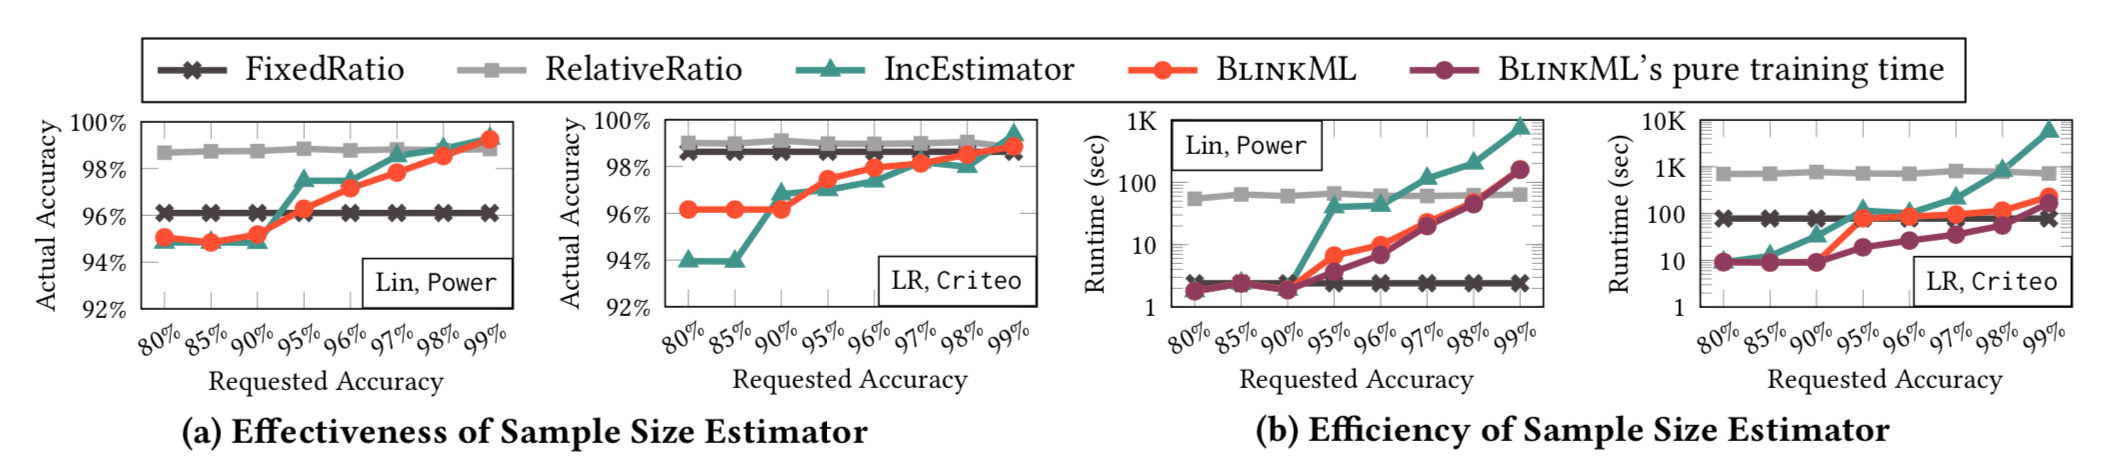 FixedRatio RelativeRatio IncEstimator BLINKML BLINKML's pure training time
Actual Accuracy
100%
98%
96%
94%
92%
Lin, Power
80% 85% 90% 95% 96% 97% 98% 99%
Requested Accuracy
Actual Accuracy
100%
98%
96%
94%
92%
LR, Criteo
80% 85% 90% 95% 96% 97% 98% 99%
Requested Accuracy
(a) Effectiveness of Sample Size Estimator
Runtime (sec)
1K
100
10
1
Lin, Power
80% 85% 90% 95% 96% 97% 98% 99%
Requested Accuracy
Runtime (sec)
10K
1K
100
10
1
LR, Criteo
80% 85% 90% 95% 96% 97% 98% 99%
Requested Accuracy
(b) Efficiency of Sample Size Estimator